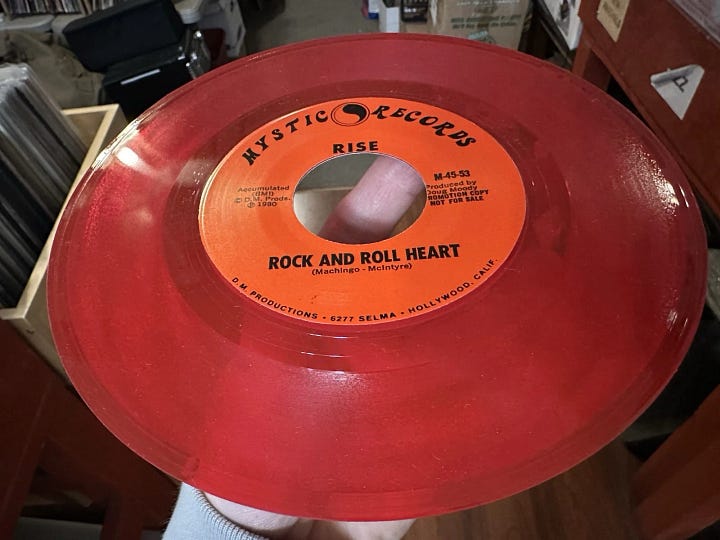 MYSTIC RECORDS
RISE
Accumulated
(BMI)
© D.M. Prods.
℗ 1980
M-45-53
Produced by
Doug Moody
ROMOTION COPY
NOT FOR SALE
ROCK AND ROLL HEART
(Machingo - McIntyre)
D.M. PRODUCTIONS • 6277 SELMA • HOLLYWOOD, CALIF.